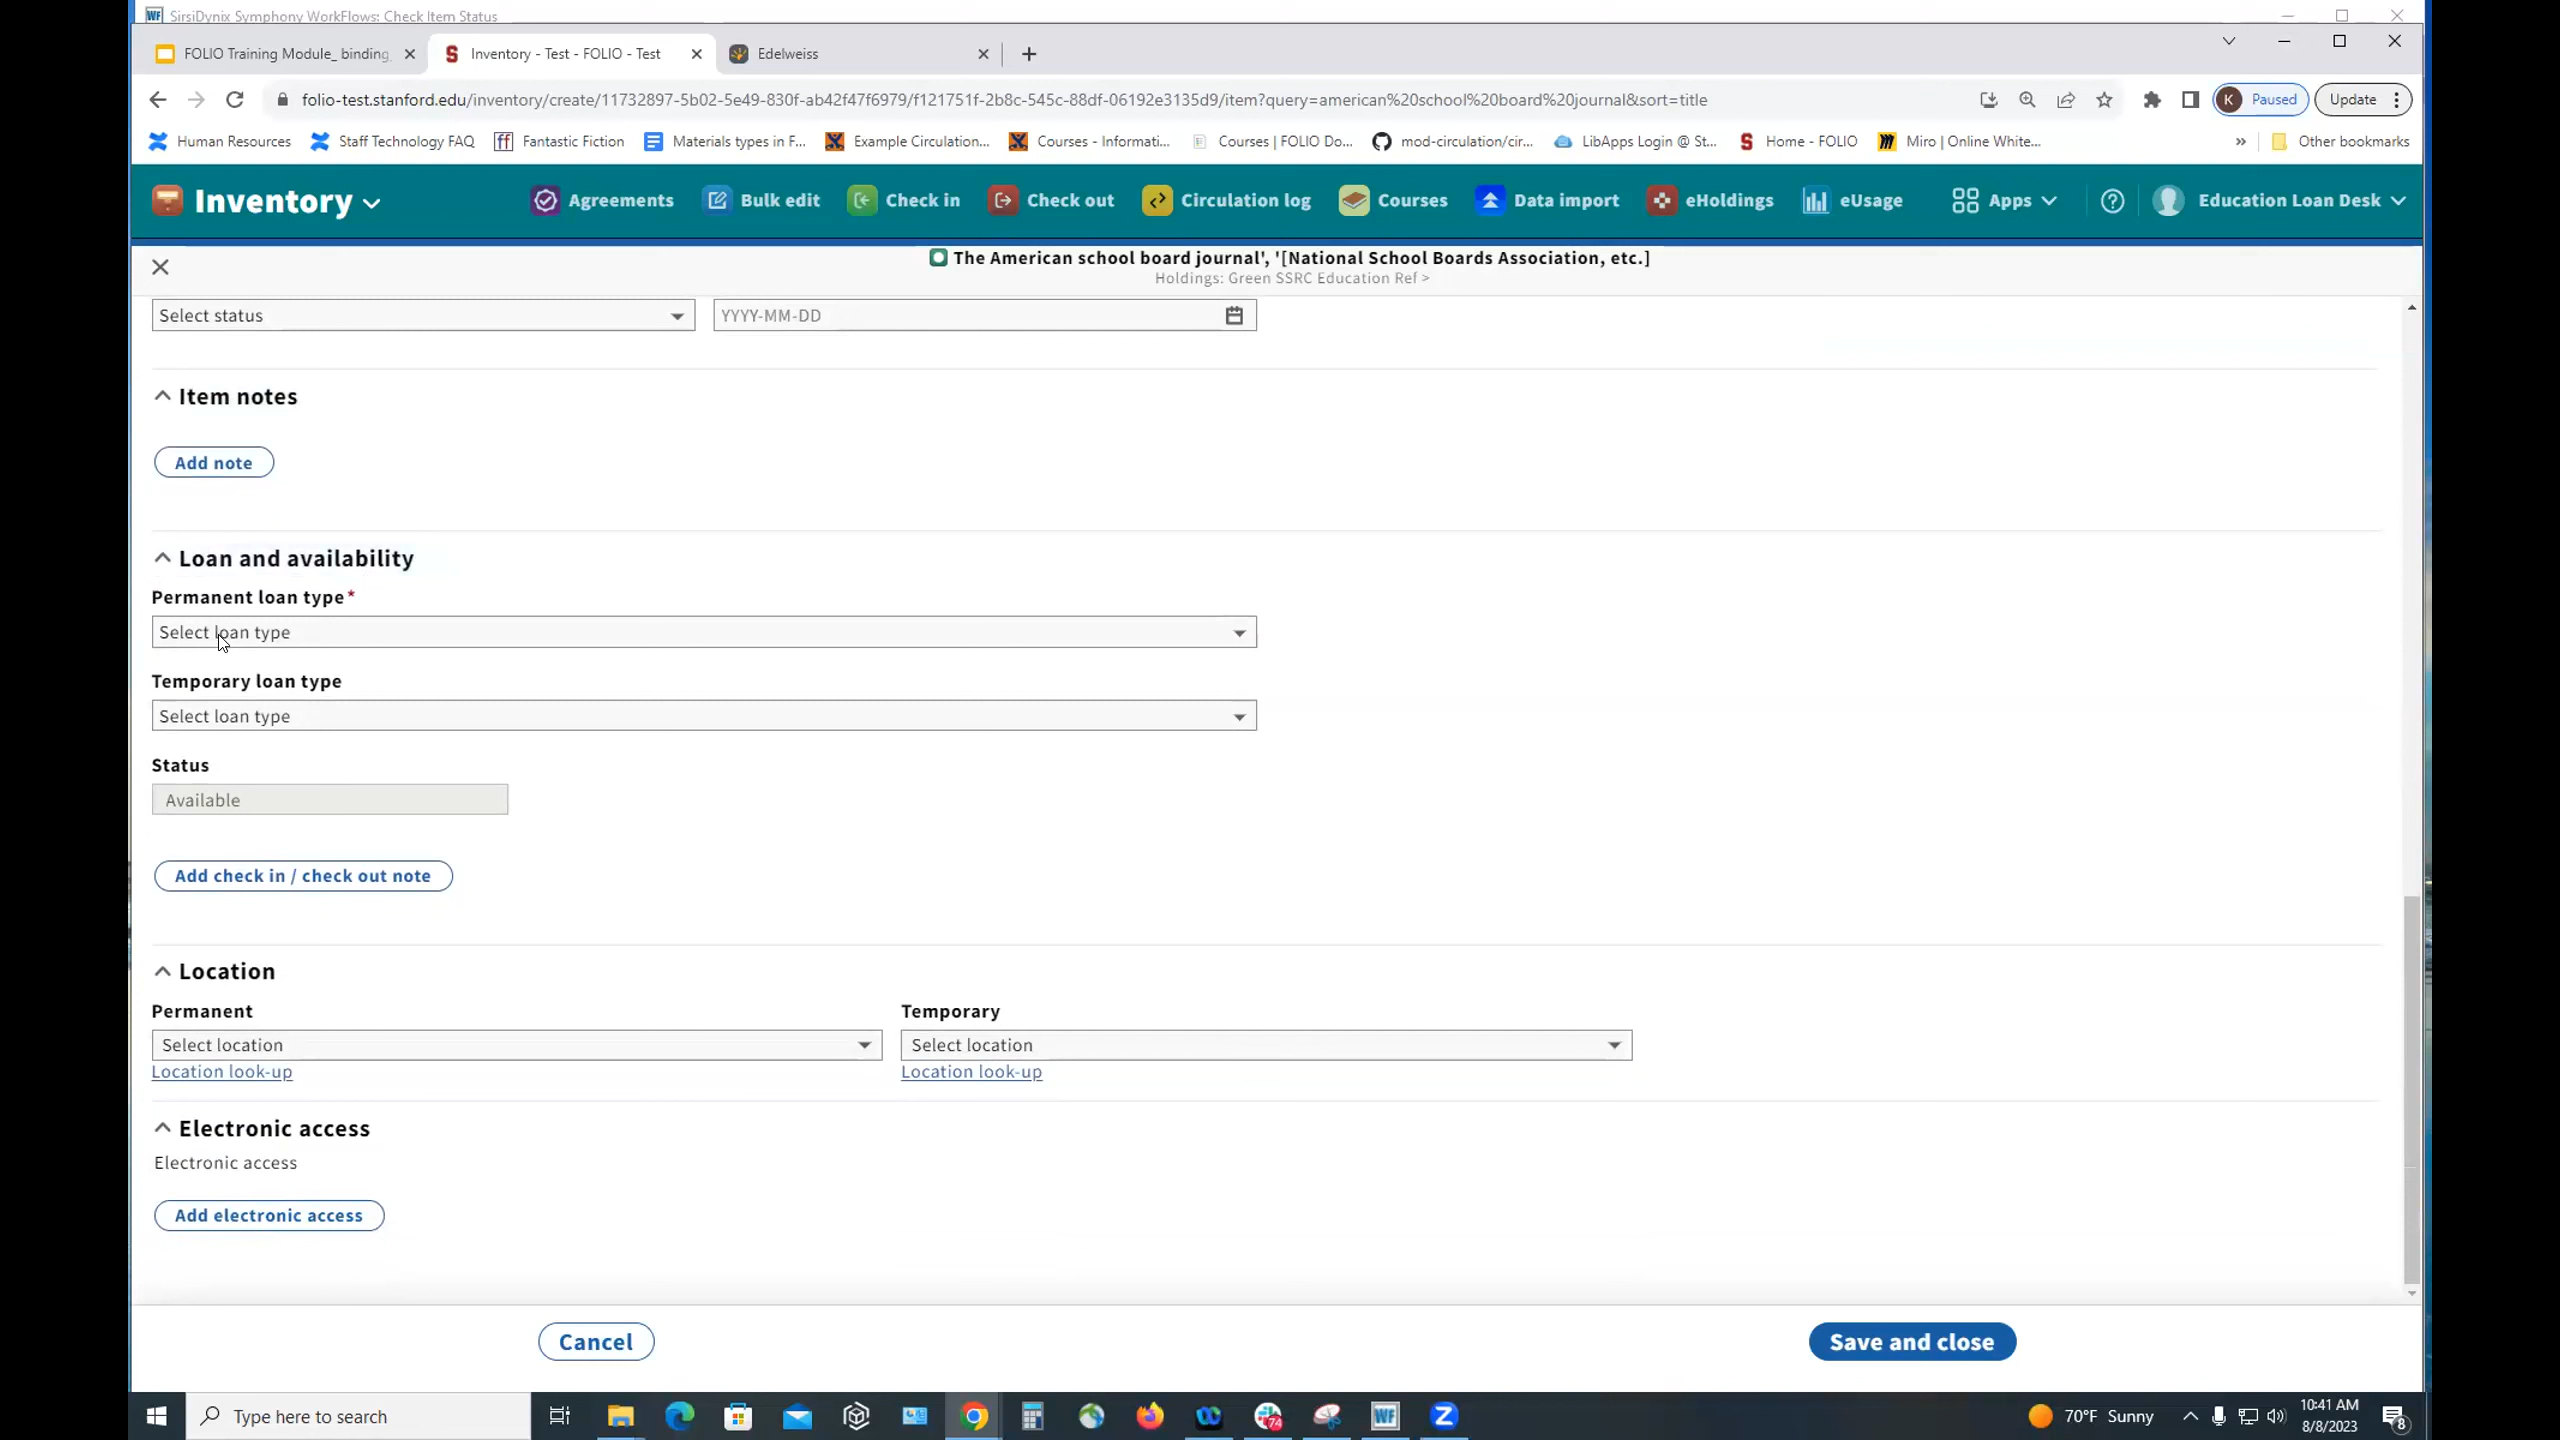 SirsiDynix Symphony WorkFlows: Check Item Status
FOLIO Training Module_ binding
Inventory - Test - FOLIO - Test
Edelweiss
folio-test.stanford.edu/inventory/create/11732897-5b02-5e49-830f-ab42f47f6979/f121751f-2b8c-545c-88df-06192e3135d9/item?query=american%20school%20board%20journal&sort=title
K Paused
Update
Human Resources
Staff Technology FAQ
Fantastic Fiction
Materials types in F...
Example Circulation...
Courses - Informati...
Courses | FOLIO Do...
mod-circulation/cir...
LibApps Login @ St...
Home - FOLIO
Miro | Online White...
»
Other bookmarks
Inventory
Agreements
Bulk edit
Check in
Check out
Circulation log
Courses
Data import
eHoldings
eUsage
Apps
Education Loan Desk
The American school board journal', '[National School Boards Association, etc.]
Holdings: Green SSRC Education Ref >
Select status
YYYY-MM-DD
Item notes
Add note
Loan and availability
Permanent loan type*
Select loan type
Temporary loan type
Select loan type
Status
Available
Add check in / check out note
Location
Permanent
Temporary
Select location
Select location
Location look-up
Location look-up
Electronic access
Electronic access
Add electronic access
Cancel
Save and close
Type here to search
74
WF
70°F Sunny
10:41 AM
8/8/2023
8